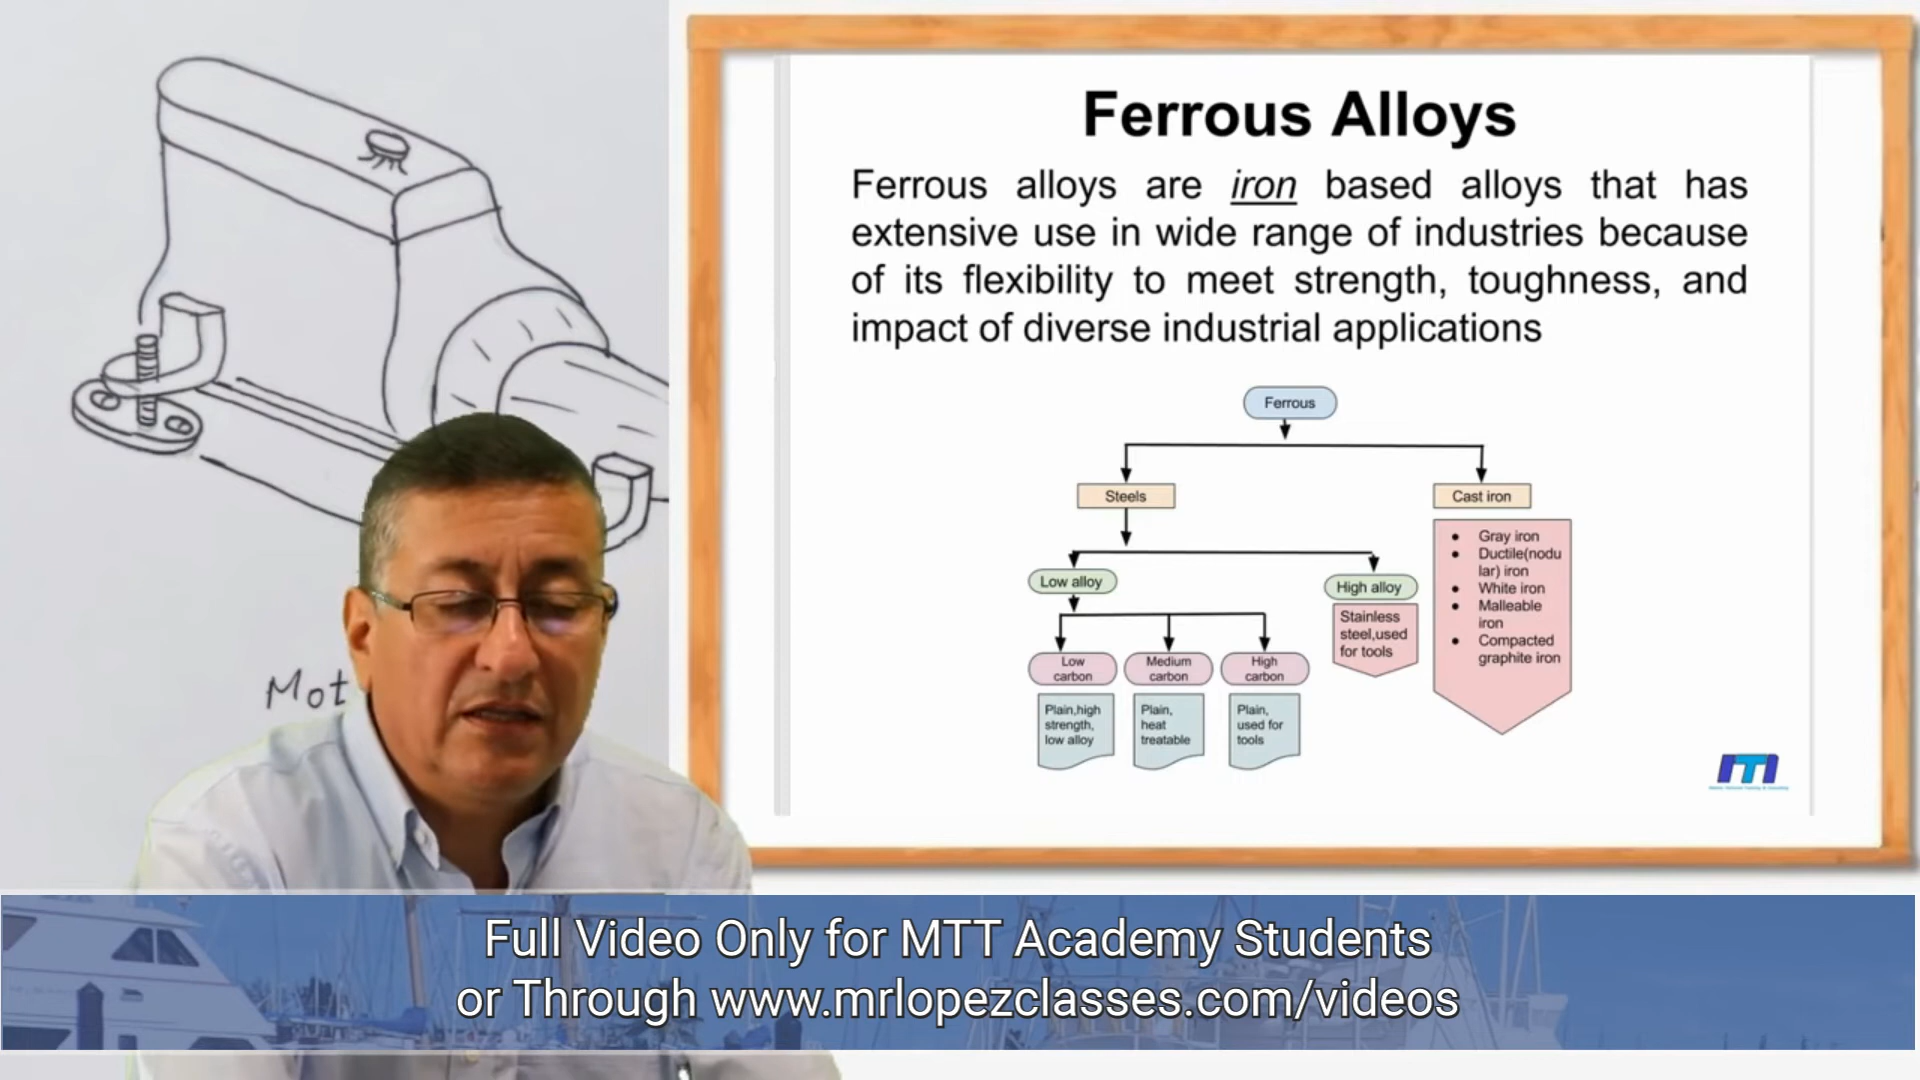 Ferrous Alloys
Ferrous alloys are iron based alloys that has
extensive use in wide range of industries because
of its flexibility to meet strength, toughness, and
impact of diverse industrial applications
Ferrous
Steels
Cast iron
Low alloy
High alloy
Low
carbon
Medium
carbon
High
carbon
Plain,high
strength,
low alloy
Plain,
heat
treatable
Plain,
used for
tools
Stainless
steel,used
for tools
• Gray iron
• Ductile(nodu
lar) iron
• White iron
• Malleable
iron
• Compacted
graphite iron
Mot
Full Video Only for MTT Academy Students
or Through www.mrlopezclasses.com/videos